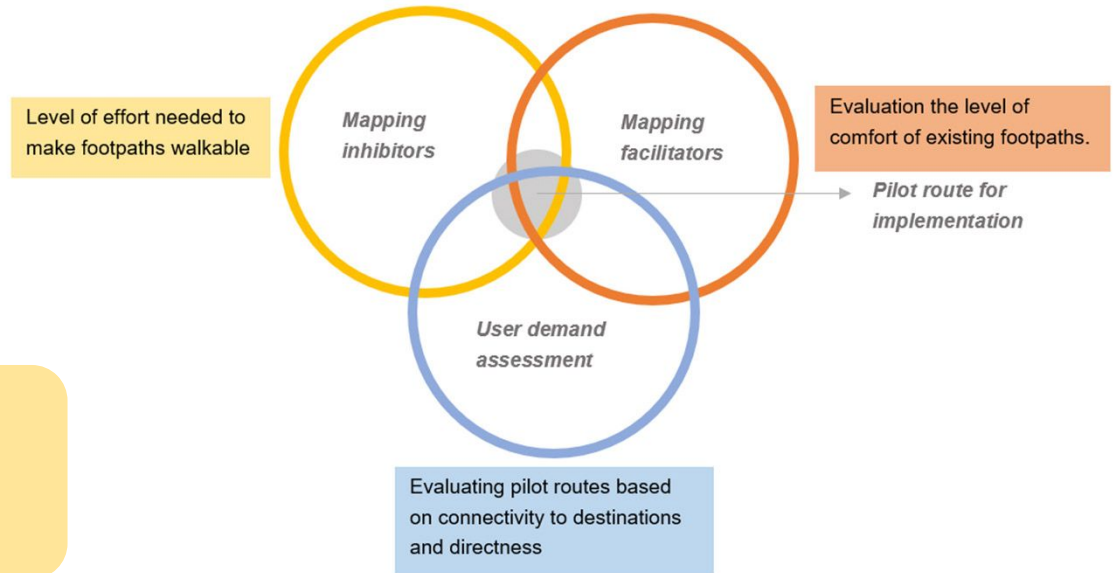 Level of effort needed to
make footpaths walkable
Mapping
inhibitors
Mapping
facilitators
Evaluation the level of
comfort of existing footpaths.
Pilot route for
implementation
User demand
assessment
Evaluating pilot routes based
on connectivity to destinations
and directness